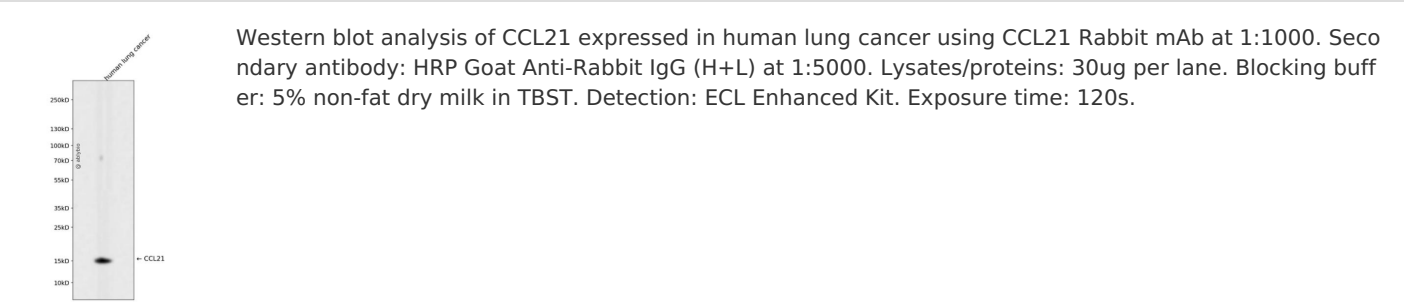 human lung cancer
Western blot analysis of CCL21 expressed in human lung cancer using CCL21 Rabbit mAb at 1:1000. Seco
ndary antibody: HRP Goat Anti-Rabbit IgG (H+L) at 1:5000. Lysates/proteins: 30ug per lane. Blocking buff
er: 5% non-fat dry milk in TBST. Detection: ECL Enhanced Kit. Exposure time: 120s.
250kD
130kD
100kD
70kD
55kD
35kD
25kD
15kD
← CCL21
10kD